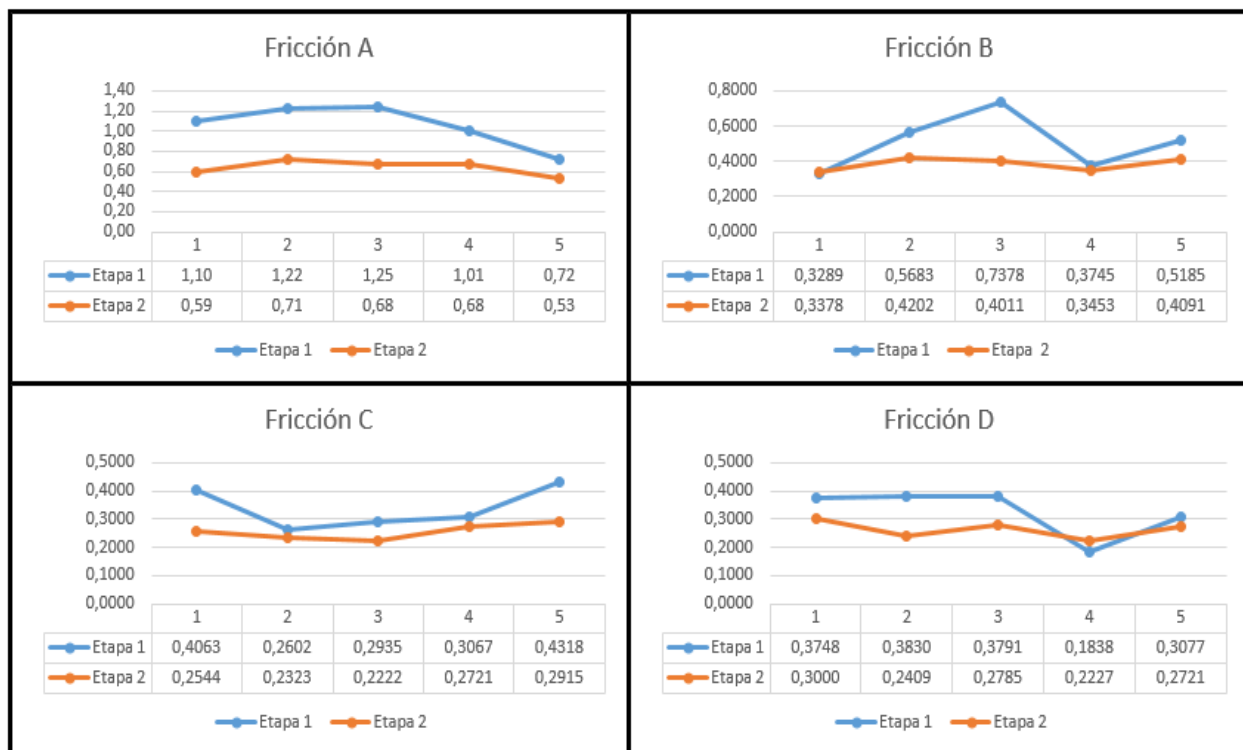 Fricción A
1,40
1,20
1,00
0,80
0,60
0,40
0,20
0,00
1 2 3 4 5
Etapa 1 1,10 1,22 1,25 1,01 0,72
Etapa 2 0,59 0,71 0,68 0,68 0,53
Etapa 1 Etapa 2
Fricción B
0,8000
0,6000
0,4000
0,2000
0,0000
1 2 3 4 5
Etapa 1 0,3289 0,5683 0,7378 0,3745 0,5185
Etapa 2 0,3378 0,4202 0,4011 0,3453 0,4091
Etapa 1 Etapa 2
Fricción C
0,5000
0,4000
0,3000
0,2000
0,1000
0,0000
1 2 3 4 5
Etapa 1 0,4063 0,2602 0,2935 0,3067 0,4318
Etapa 2 0,2544 0,2323 0,2222 0,2721 0,2915
Etapa 1 Etapa 2
Fricción D
0,5000
0,4000
0,3000
0,2000
0,1000
0,0000
1 2 3 4 5
Etapa 1 0,3748 0,3830 0,3791 0,1838 0,3077
Etapa 2 0,3000 0,2409 0,2785 0,2227 0,2721
Etapa 1 Etapa 2